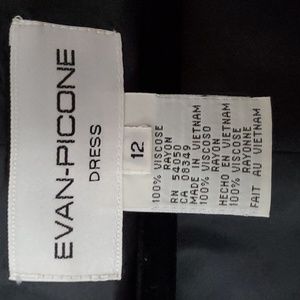 EVAN-PICONE
DRESS
12
100% VISCOSE
RAYON
RN 54050
CA 08349
MADE IN VIETNAM
100% VISCOSO
RAYON
HECHO EN VIETNAM
100% VISCOSE
RAYONNE
FAIT AU VIETNAM